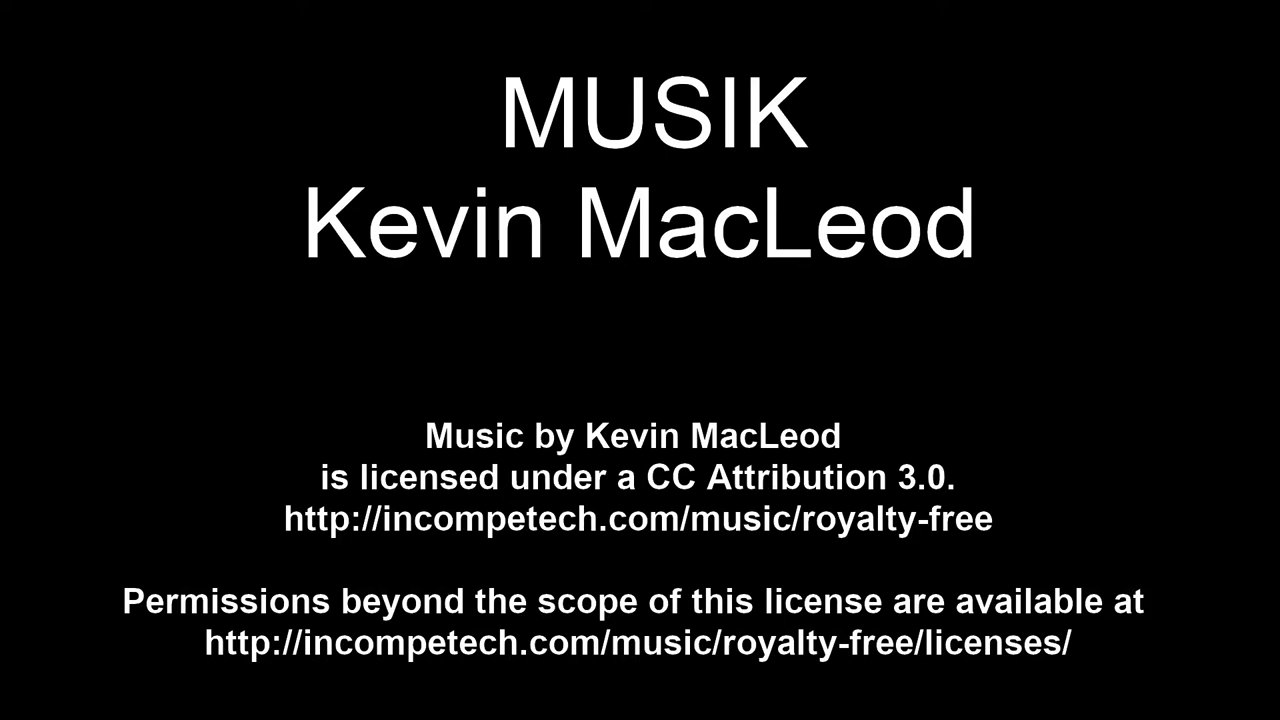 MUSIK
Kevin MacLeod
Music by Kevin MacLeod
is licensed under a CC Attribution 3.0.
http://incompetech.com/music/royalty-free
Permissions beyond the scope of this license are available at
http://incompetech.com/music/royalty-free/licenses/